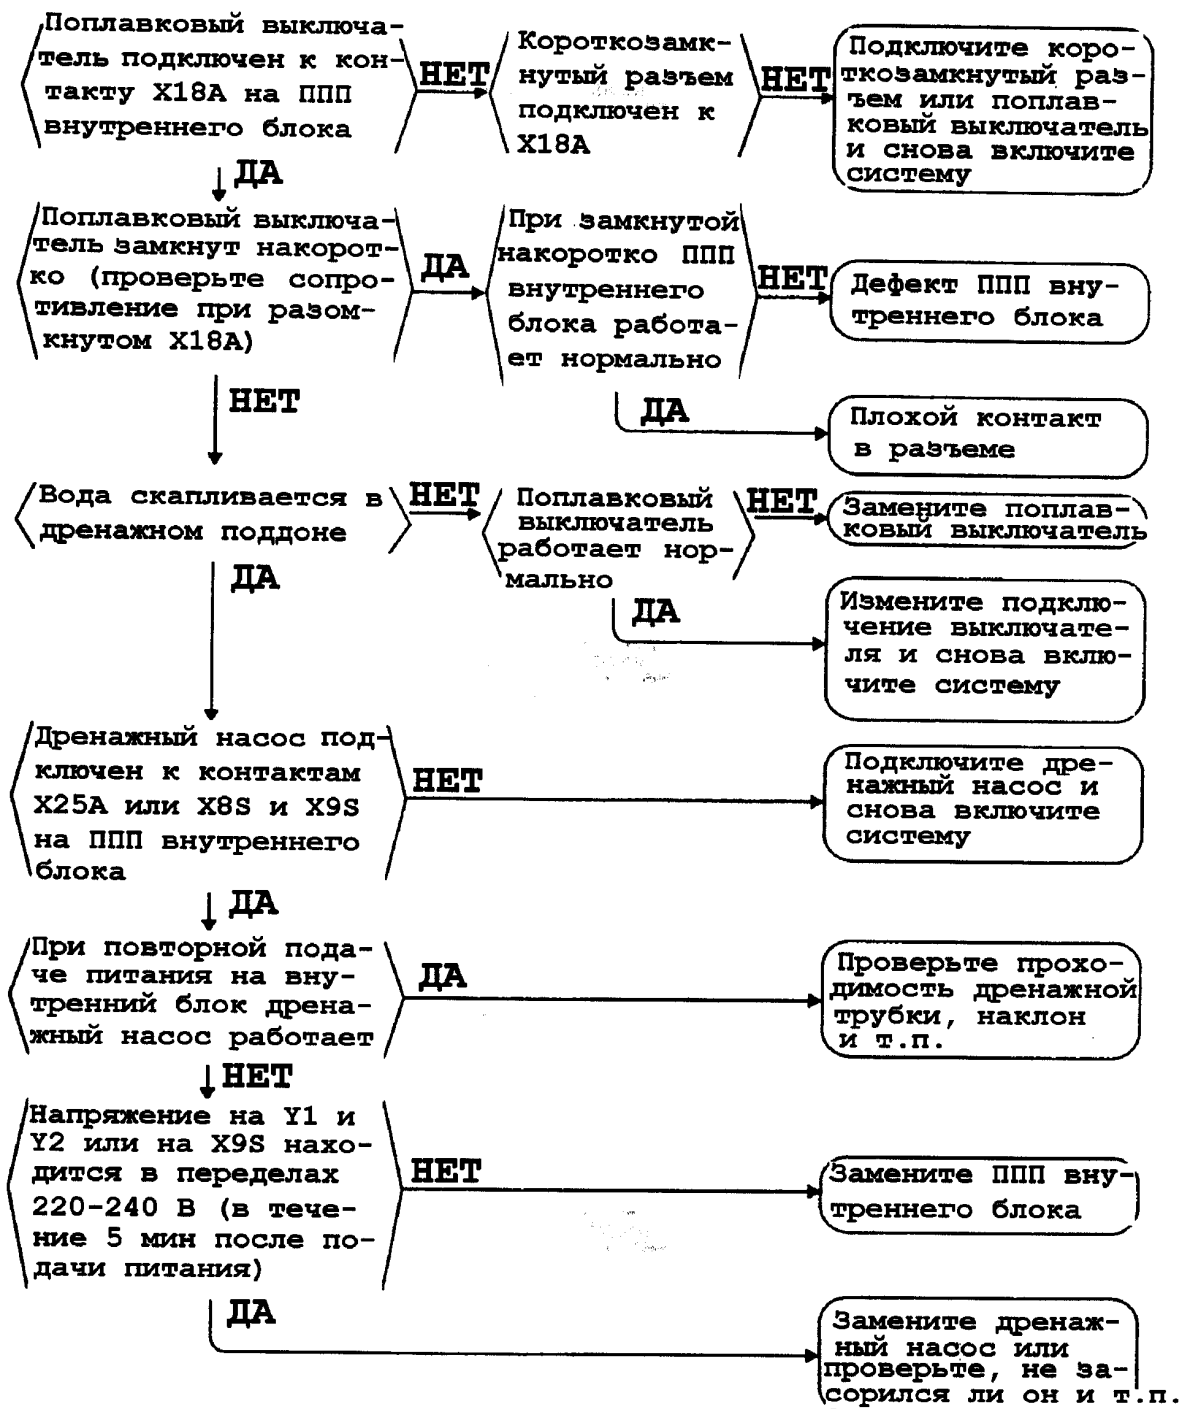 Поплавковый выключа-
тель подключен к кон-
такту X18A на ППП
внутреннего блока
НЕТ
Короткозамк-
нутый разъем
подключен к
X18A
НЕТ
Подключите коро-
ткозамкнутый раз-
ъем или поплав-
ковый выключатель
и снова включите
систему
ДА
Поплавковый выключа-
тель замкнут накорот-
ко (проверьте сопро-
тивление при разом-
кнутом X18A)
ДА
При замкнутой
накоротко ППП
внутреннего
блока работа-
ет нормально
НЕТ
Дефект ППП вну-
треннего блока
НЕТ
ДА
Плохой контакт
в разъеме
Вода скапливается в
дренажном поддоне
НЕТ
Поплавковый
выключатель
работает нор-
мально
НЕТ
Замените поплав-
ковый выключатель
ДА
ДА
Измените подклю-
чение выключате-
ля и снова вклю-
чите систему
Дренажный насос под-
ключен к контактам
X25A или X8S и X9S
на ППП внутреннего
блока
НЕТ
Подключите дре-
нажный насос и
снова включите
систему
ДА
При повторной пода-
че питания на вну-
тренний блок дрена-
жный насос работает
ДА
Проверьте прохо-
димость дренажной
трубки, наклон
и т.п.
НЕТ
Напряжение на Y1 и
Y2 или на X9S нахо-
дится в переделах
220-240 В (в тече-
ние 5 мин после по-
дачи питания)
НЕТ
Замените ППП вну-
треннего блока
ДА
Замените дренаж-
ный насос или
проверьте, не за-
сорился ли он и т.п.